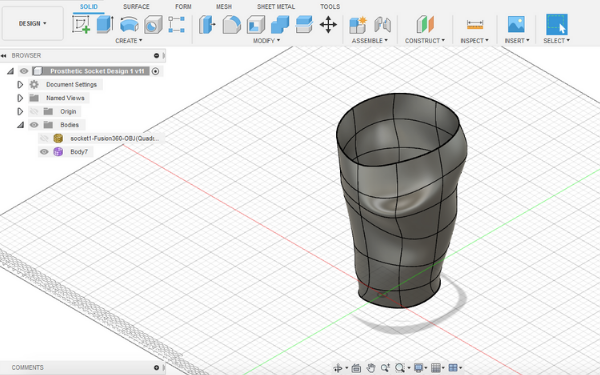 SOLID SURFACE FORM MESH SHEET METAL TOOLS
DESIGN
CREATE MODIFY ASSEMBLE CONSTRUCT INSPECT INSERT SELECT
BROWSER
Prosthetic Socket Design 1 v11
Document Settings
Named Views
Origin
Bodies
socket1-Fusion360-OBJ(Quad)...
Body7
COMMENTS